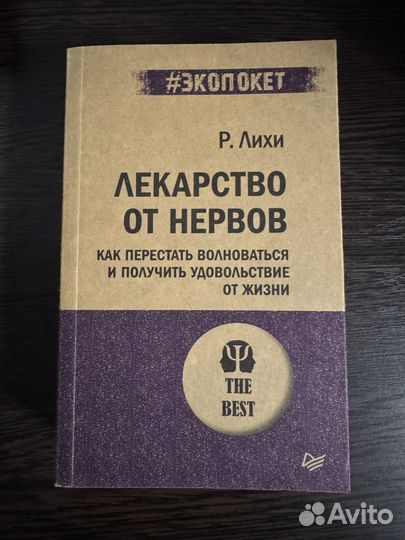 #ЭКОПОКЕТ
Р. Лихи
ЛЕКАРСТВО
ОТ НЕРВОВ
КАК ПЕРЕСТАТЬ ВОЛНОВАТЬСЯ
И ПОЛУЧИТЬ УДОВОЛЬСТВИЕ
ОТ ЖИЗНИ
Ψ
THE
BEST
Avito